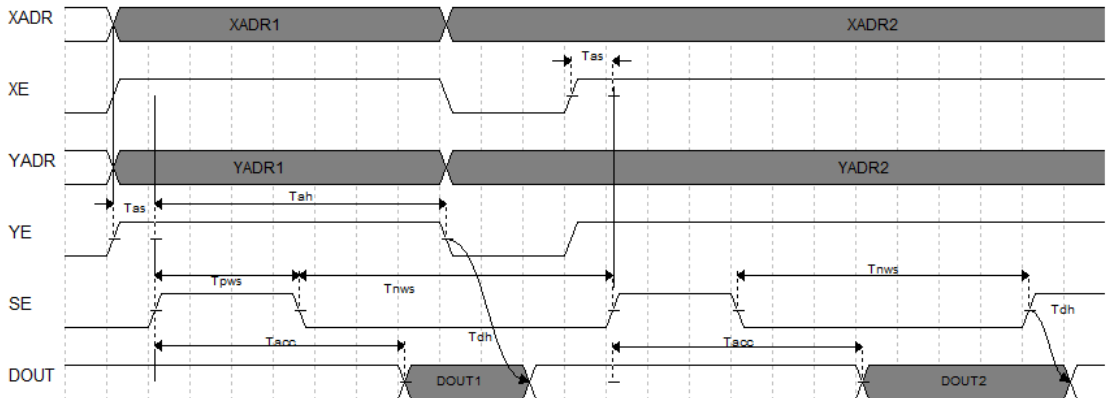 XADR
XADR1
XADR2
Tas
XE
YADR
YADR1
YADR2
Tas
Tah
YE
Tpws
Tnws
Tnws
SE
Tdh
Tdh
Tacc
Tacc
DOUT
DOUT1
DOUT2